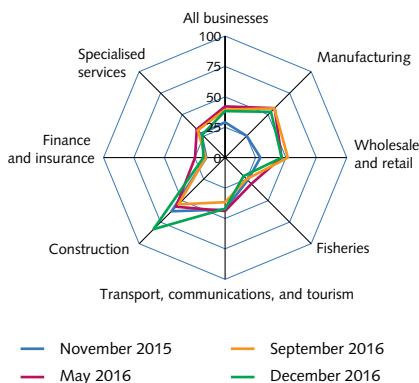 All businesses
100
75
50
25
0
Specialised
services
Manufacturing
Finance
and insurance
Wholesale
and retail
Construction
Fisheries
Transport, communications, and tourism
November 2015
September 2016
May 2016
December 2016